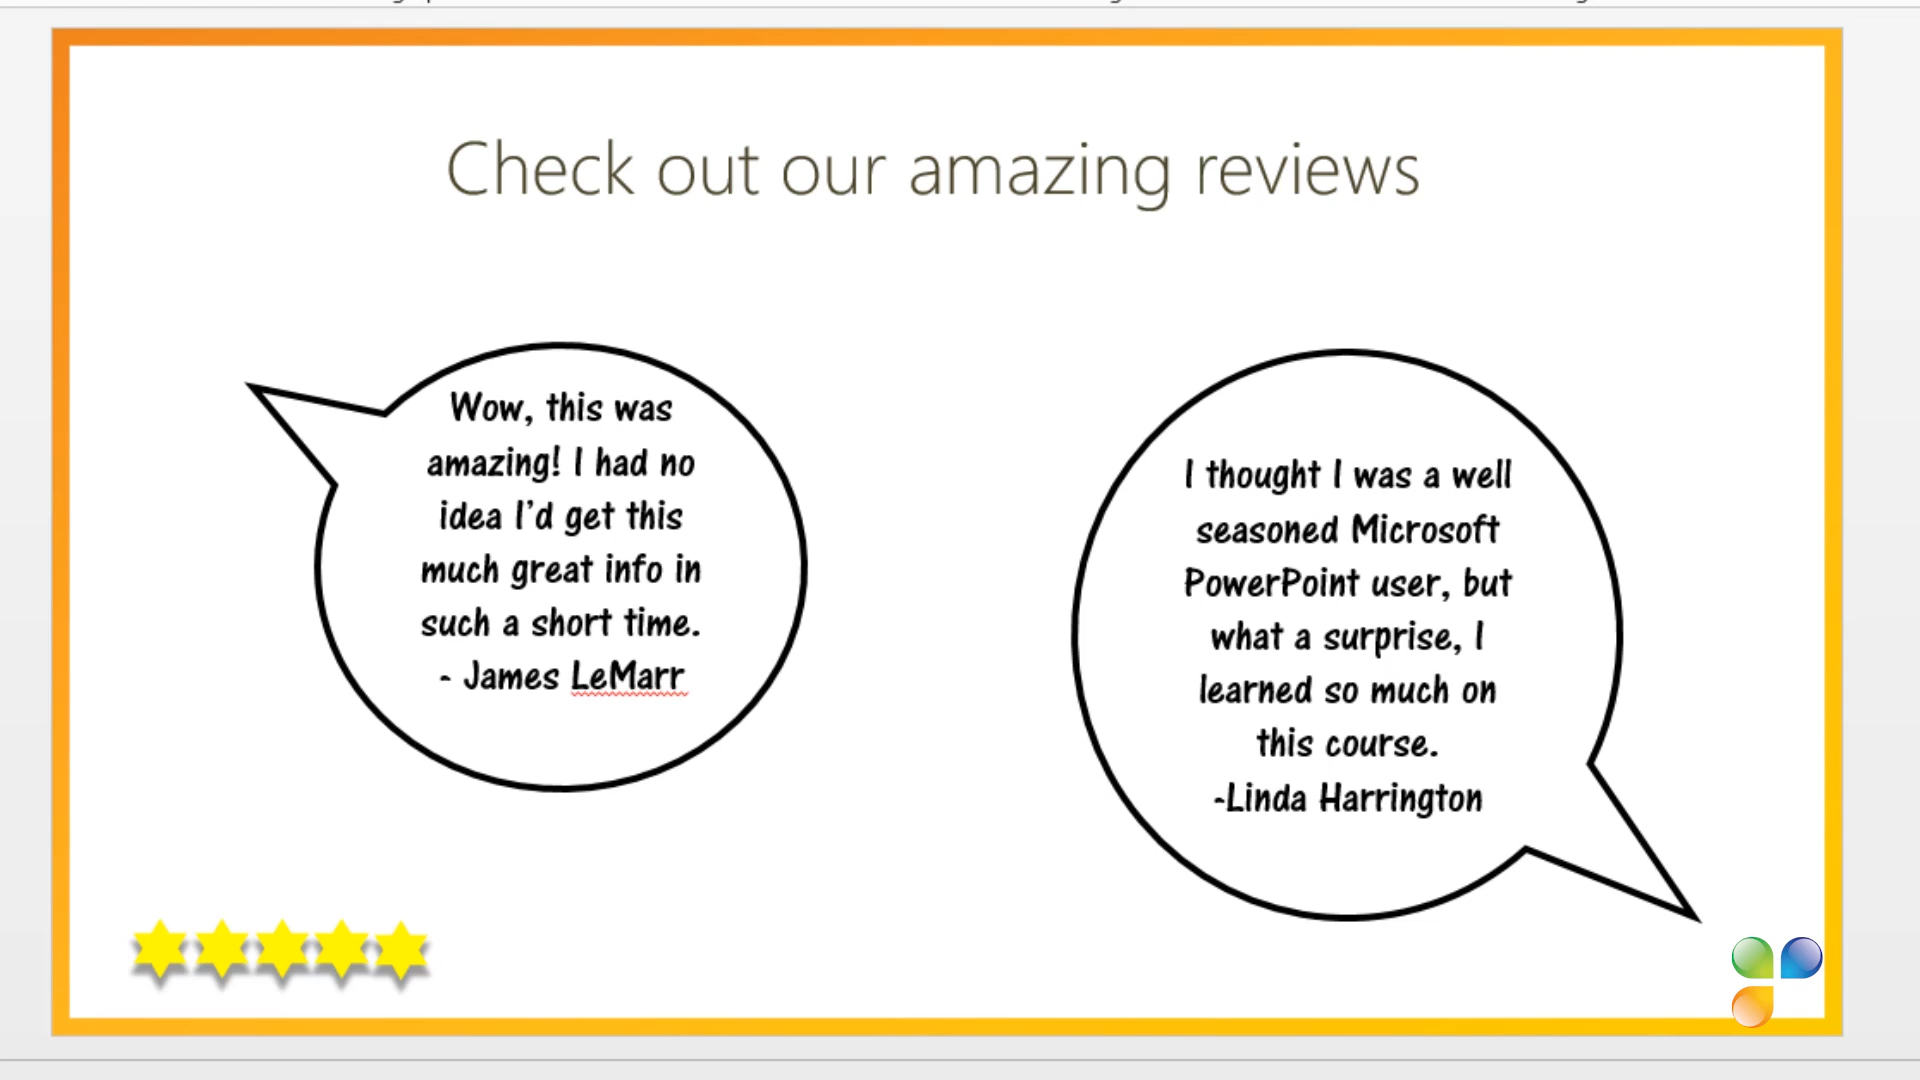 Check out our amazing reviews
Wow, this was
amazing! I had no
idea I'd get this
much great info in
such a short time.
- James LeMarr
I thought I was a well
seasoned Microsoft
PowerPoint user, but
what a surprise, I
learned so much on
this course.
-Linda Harrington